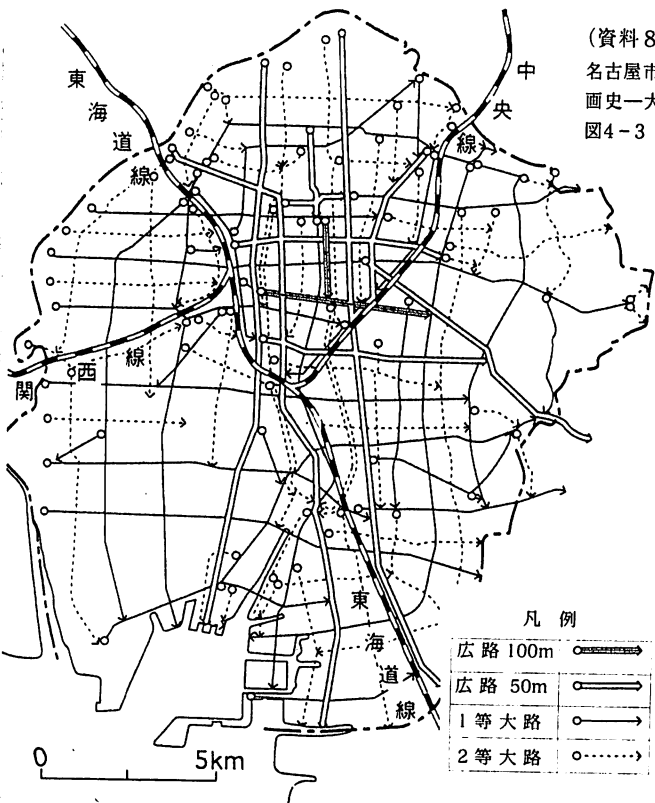 (資料8
名古屋市
画史―大
図4-3
東海道線
中央線
関西線
東海道線
凡例
広路 100m
広路 50m
1等大路
2等大路
0 5km